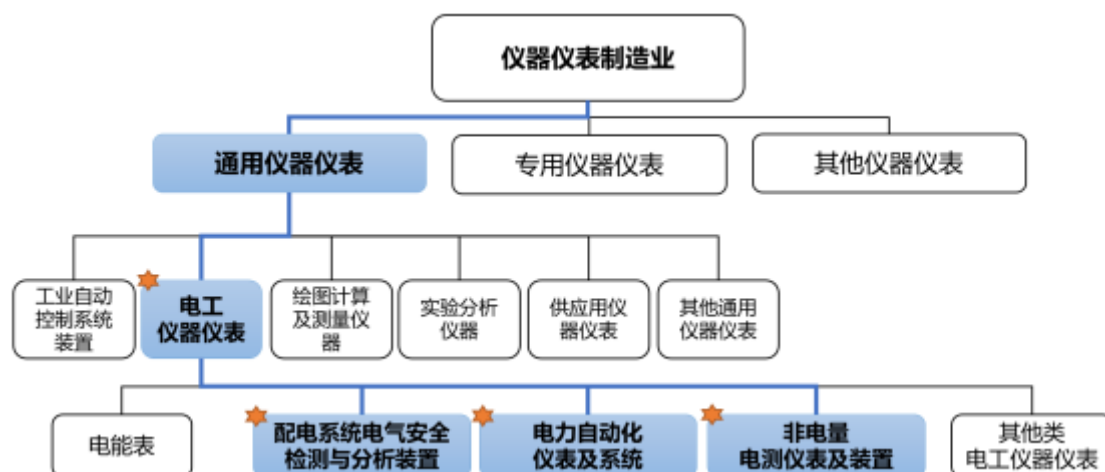 仪器仪表制造业
通用仪器仪表
专用仪器仪表
其他仪器仪表
工业自动
控制系统
装置
电工
仪器仪表
绘图计算
及测量仪
器
实验分析
仪器
供应用仪
器仪表
其他通用
仪器仪表
电能表
配电系统电气安全
检测与分析装置
电力自动化
仪表及系统
非电量
电测仪表及装置
其他类
电工仪器仪表